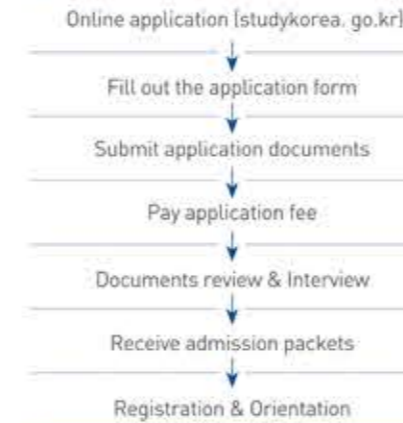 Online application [studykorea. go.kr]
Fill out the application form
Submit application documents
Pay application fee
Documents review & Interview
Receive admission packets
Registration & Orientation